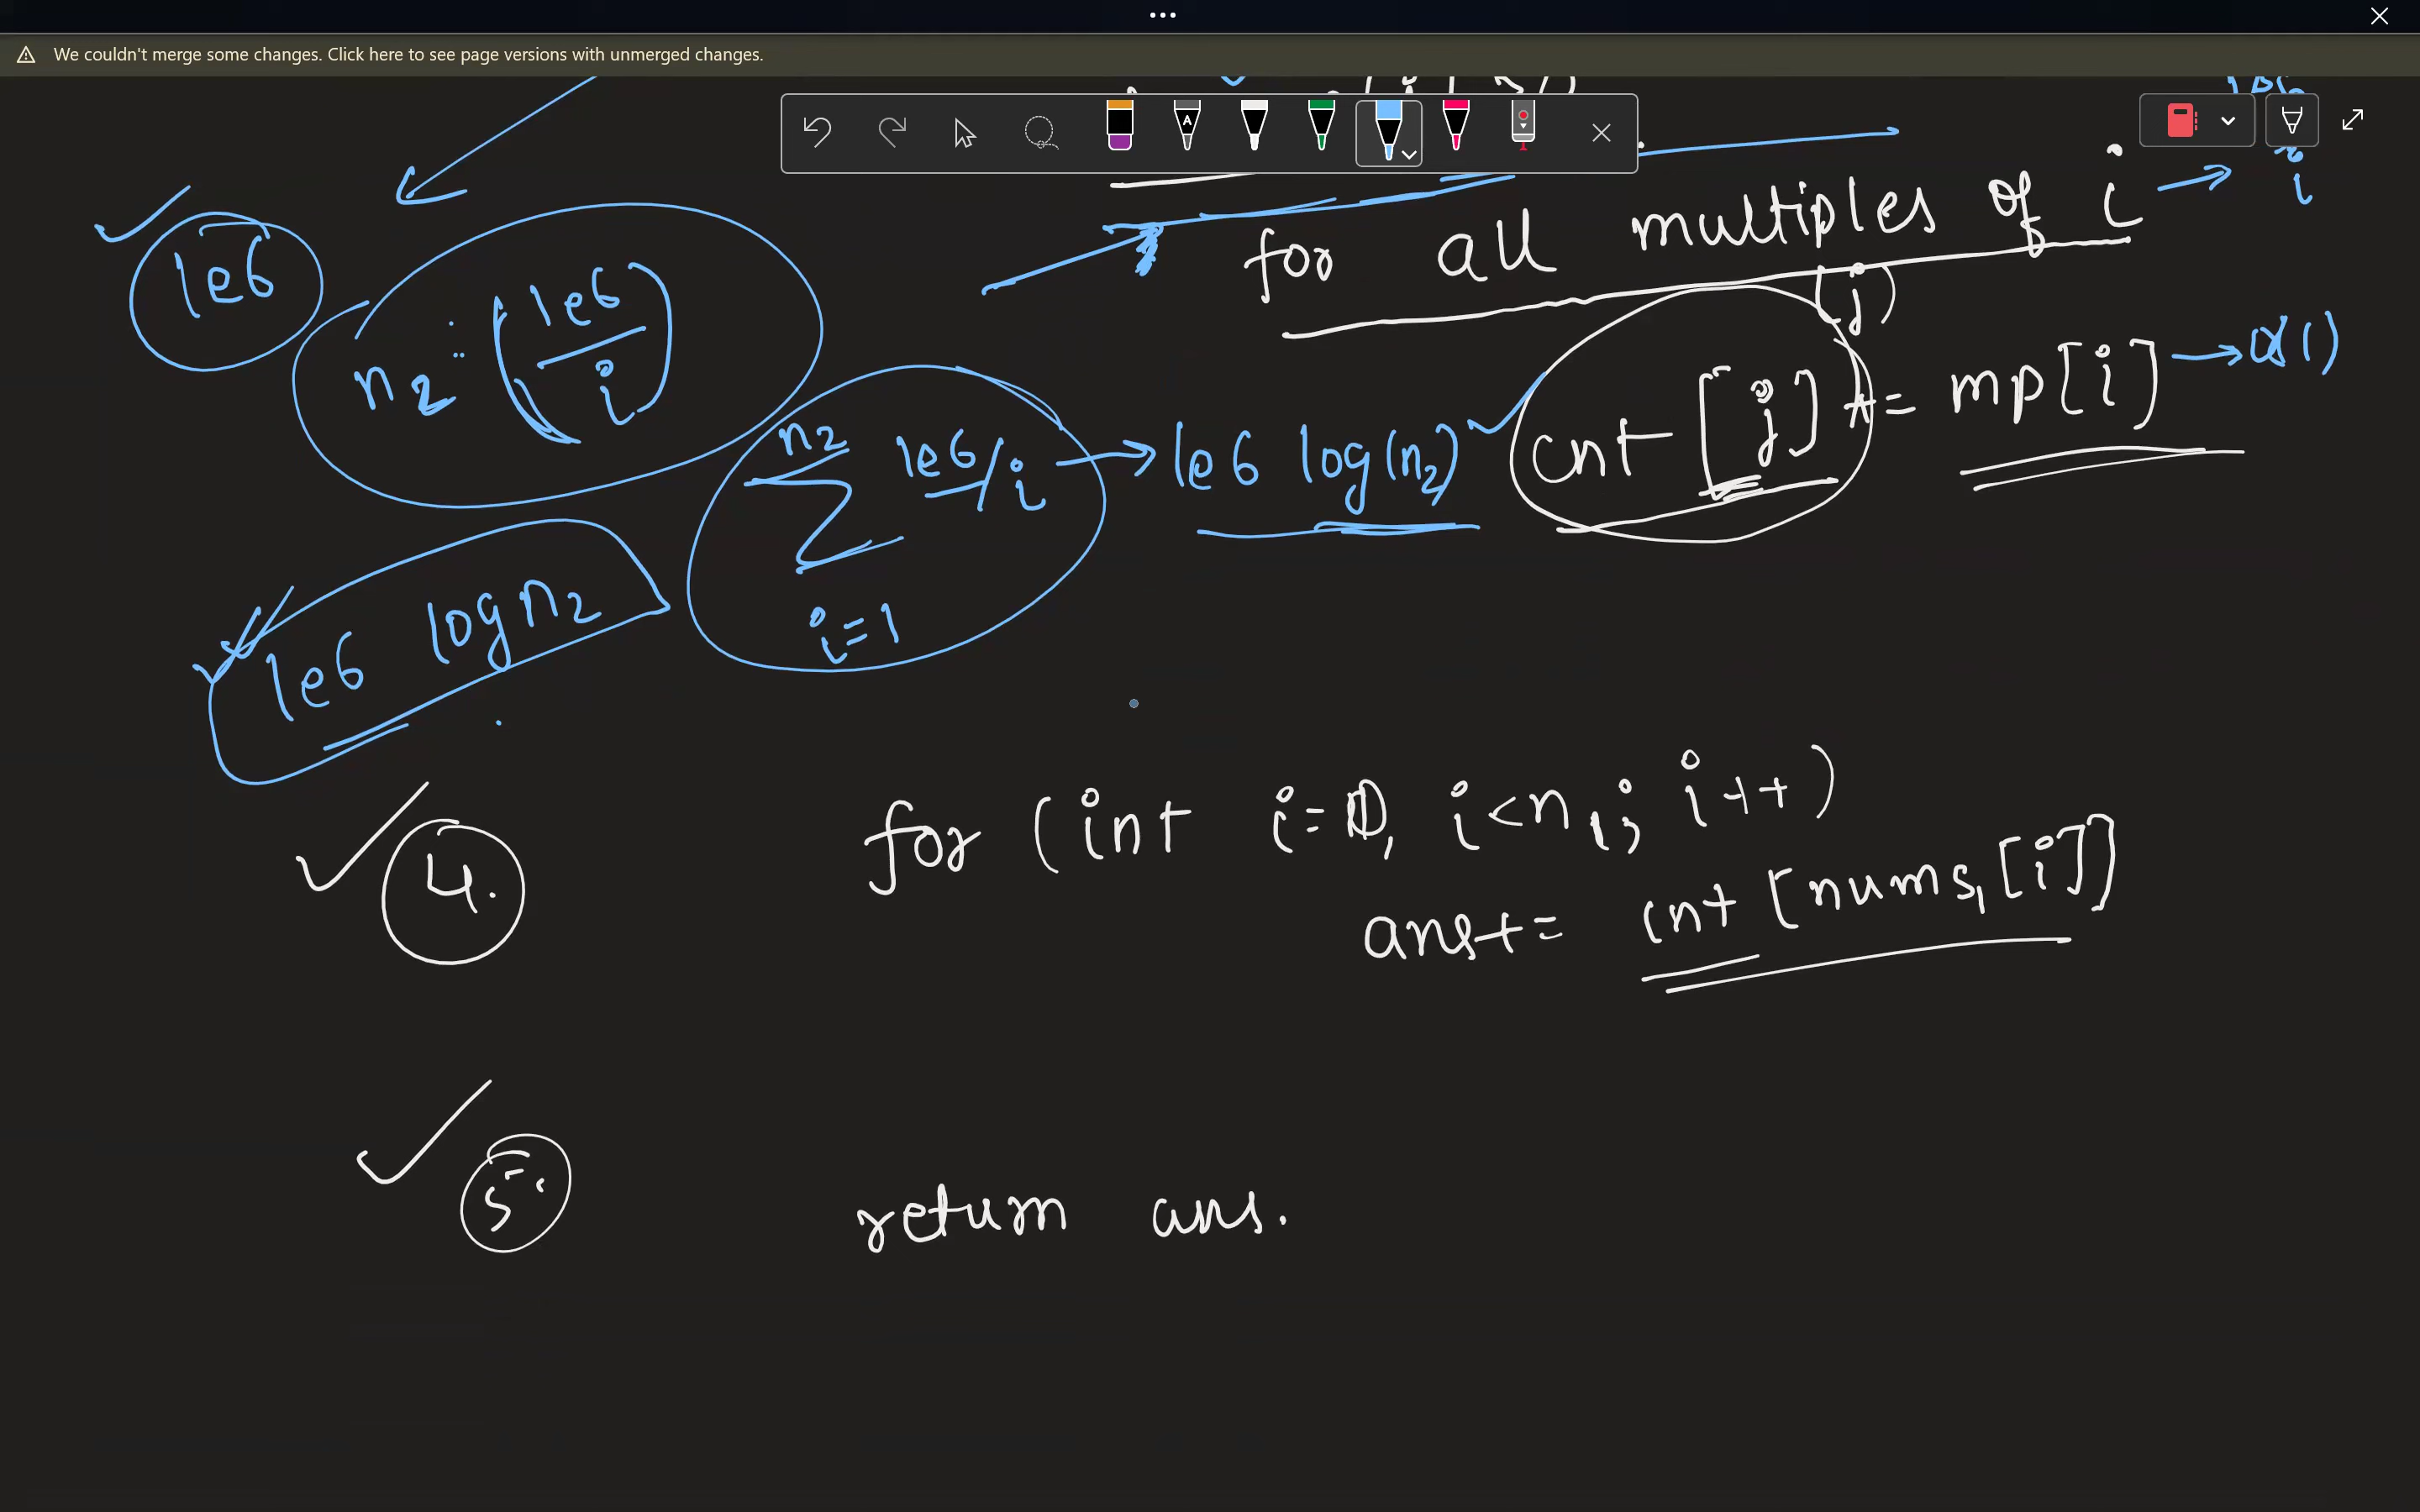 We couldn't merge some changes. Click here to see page versions with unmerged changes.
for all multiples of i → i
(j)
1e6
n2 : (1e6 / i)
n2
∑ 1e6/i → 1e6 log(n2)
i=1
cnt [j] += mp[i] → O(1)
1e6 log n2
4.
for (int i=0, i<n1; i++)
ans+= cnt [nums1[i]]
5.
return ans.